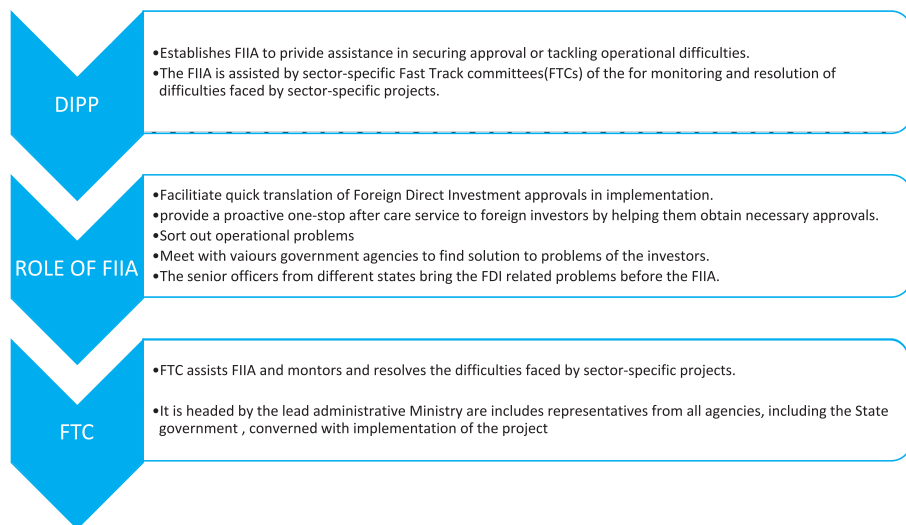 DIPP
•Establishes FIIA to privide assistance in securing approval or tackling operational difficulties.
•The FIIA is assisted by sector-specific Fast Track committees(FTCs) of the for monitoring and resolution of
difficulties faced by sector-specific projects.
ROLE OF FIIA
•Facilitiate quick translation of Foreign Direct Investment approvals in implementation.
•provide a proactive one-stop after care service to foreign investors by helping them obtain necessary approvals.
•Sort out operational problems
•Meet with vaiours government agencies to find solution to problems of the investors.
•The senior officers from different states bring the FDI related problems before the FIIA.
FTC
•FTC assists FIIA and montors and resolves the difficulties faced by sector-specific projects.
•It is headed by the lead administrative Ministry are includes representatives from all agencies, including the State
government , converned with implementation of the project